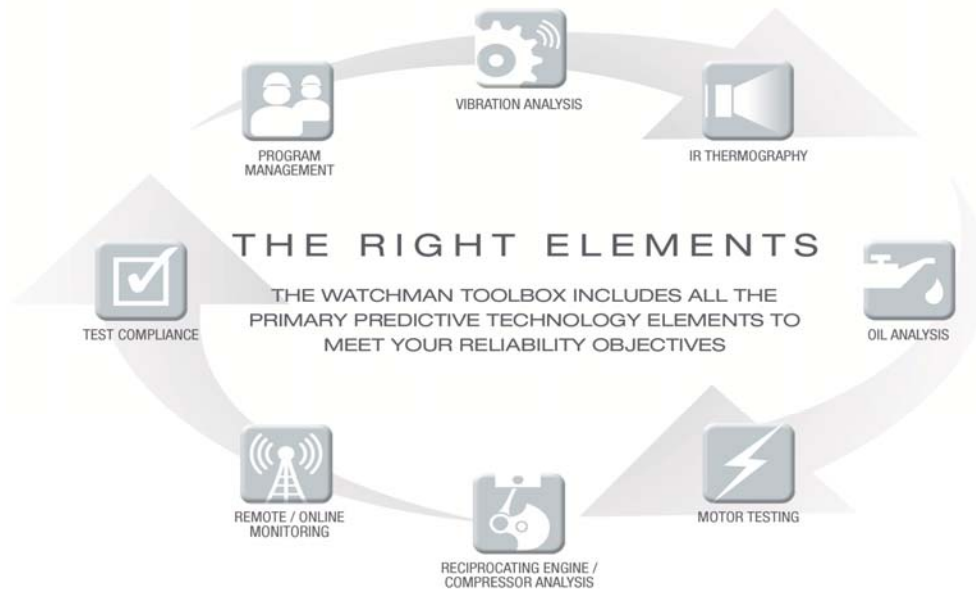 VIBRATION ANALYSIS
IR THERMOGRAPHY
PROGRAM
MANAGEMENT
THE RIGHT ELEMENTS
THE WATCHMAN TOOLBOX INCLUDES ALL THE
PRIMARY PREDICTIVE TECHNOLOGY ELEMENTS TO
MEET YOUR RELIABILITY OBJECTIVES
TEST COMPLIANCE
OIL ANALYSIS
REMOTE / ONLINE
MONITORING
MOTOR TESTING
RECIPROCATING ENGINE /
COMPRESSOR ANALYSIS